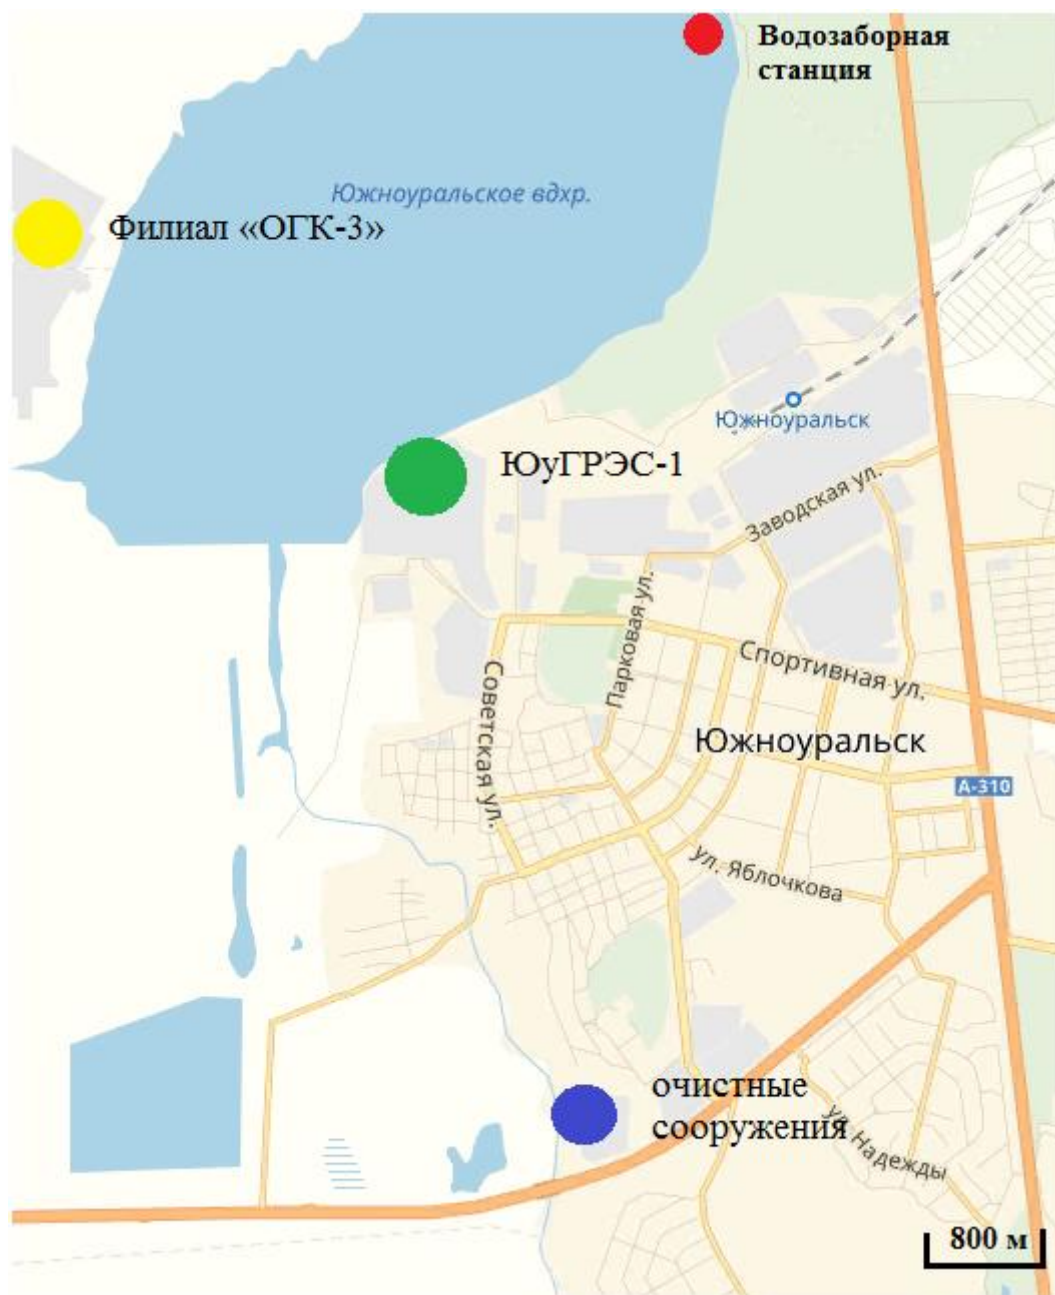 Водозаборная
станция
Южноуральское вдхр.
Филиал «ОГК-3»
Южноуральск
ЮуГРЭС-1
Заводская ул.
Парковая ул.
Спортивная ул.
Советская ул.
Южноуральск
А-310
ул. Яблочкова
очистные
сооружения
ул. Надежды
800 м